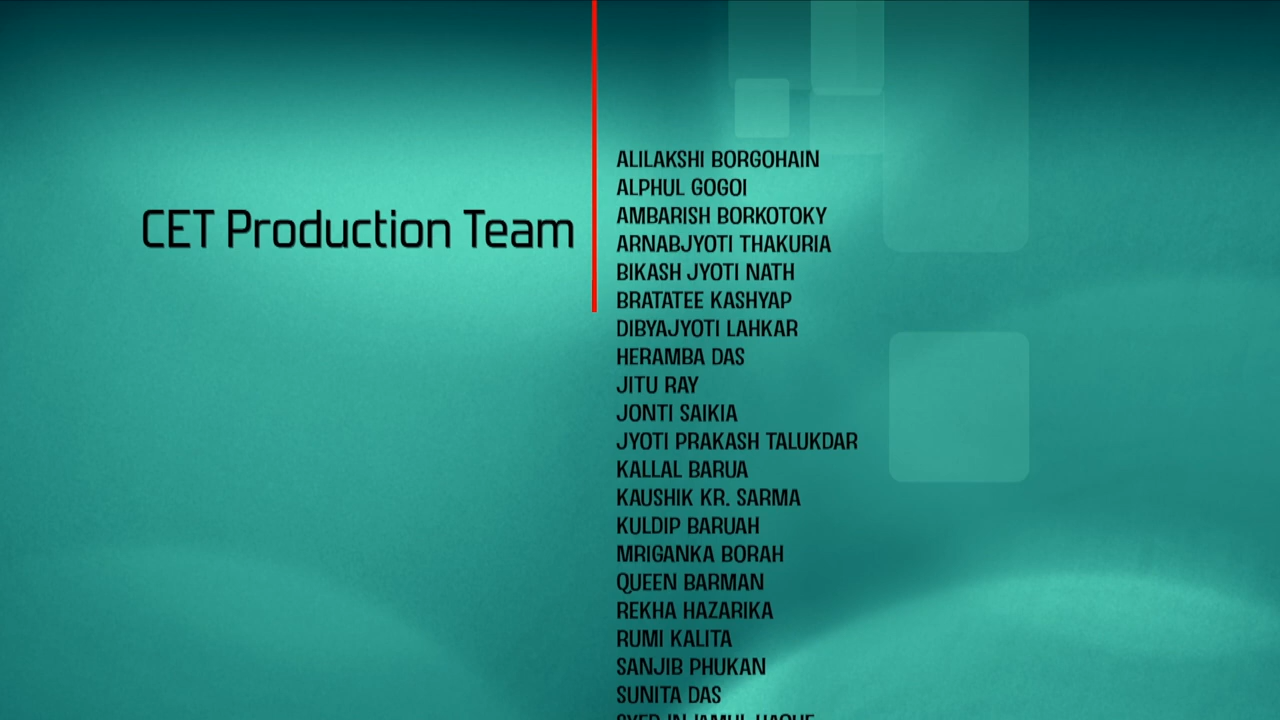 CET Production Team
ALILAKSHI BORGOHAIN
ALPHUL GOGOI
AMBARISH BORKOTOKY
ARNABJYOTI THAKURIA
BIKASH JYOTI NATH
BRATATEE KASHYAP
DIBYAJYOTI LAHKAR
HERAMBA DAS
JITU RAY
JONTI SAIKIA
JYOTI PRAKASH TALUKDAR
KALLAL BARUA
KAUSHIK KR. SARMA
KULDIP BARUAH
MRIGANKA BORAH
QUEEN BARMAN
REKHA HAZARIKA
RUMI KALITA
SANJIB PHUKAN
SUNITA DAS